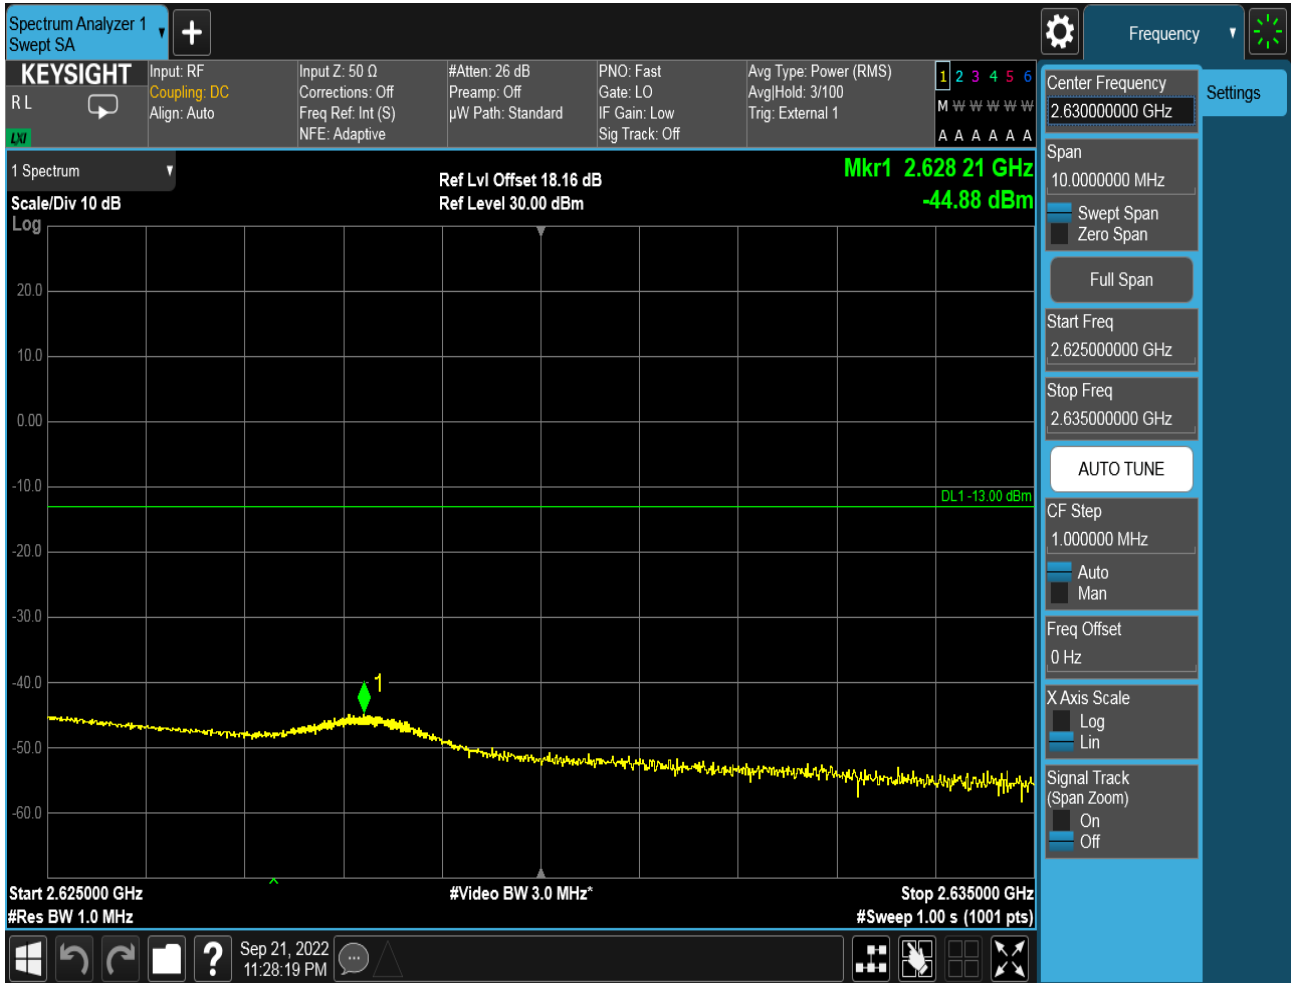 Spectrum Analyzer 1
Swept SA
Frequency
KEYSIGHT
R L
LXI
Input: RF
Coupling: DC
Align: Auto
Input Z: 50 Ω
Corrections: Off
Freq Ref: Int (S)
NFE: Adaptive
#Atten: 26 dB
Preamp: Off
µW Path: Standard
PNO: Fast
Gate: LO
IF Gain: Low
Sig Track: Off
Avg Type: Power (RMS)
Avg|Hold: 3/100
Trig: External 1
1 2 3 4 5 6
M W W W W W
A A A A A A
1 Spectrum
Scale/Div 10 dB
Log
Ref Lvl Offset 18.16 dB
Ref Level 30.00 dBm
Mkr1 2.628 21 GHz
-44.88 dBm
20.0
10.0
0.00
-10.0
-20.0
-30.0
-40.0
-50.0
-60.0
DL1 -13.00 dBm
1
Start 2.625000 GHz
#Res BW 1.0 MHz
#Video BW 3.0 MHz*
Stop 2.635000 GHz
#Sweep 1.00 s (1001 pts)
Center Frequency
2.630000000 GHz
Settings
Span
10.0000000 MHz
Swept Span
Zero Span
Full Span
Start Freq
2.625000000 GHz
Stop Freq
2.635000000 GHz
AUTO TUNE
CF Step
1.000000 MHz
Auto
Man
Freq Offset
0 Hz
X Axis Scale
Log
Lin
Signal Track
(Span Zoom)
On
Off
?
Sep 21, 2022
11:28:19 PM